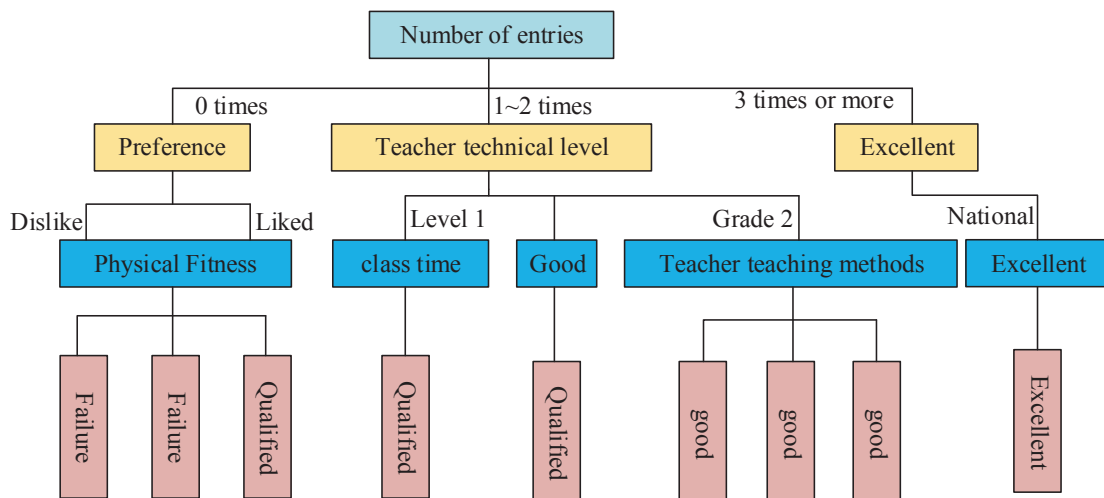 Number of entries
0 times
1~2 times
3 times or more
Preference
Teacher technical level
Excellent
Dislike
Liked
Level 1
Grade 2
National
Physical Fitness
class time
Good
Teacher teaching methods
Excellent
Failure
Failure
Qualified
Qualified
Qualified
good
good
good
Excellent